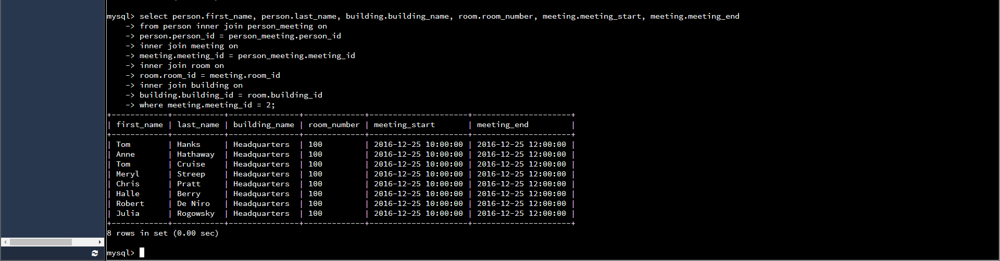 mysql> select person.first_name, person.last_name, building.building_name, room.room_number, meeting.meeting_start, meeting.meeting_end
    -> from person inner join person_meeting on
    -> person.person_id = person_meeting.person_id
    -> inner join meeting on
    -> meeting.meeting_id = person_meeting.meeting_id
    -> inner join room on
    -> room.room_id = meeting.room_id
    -> inner join building on
    -> building.building_id = room.building_id
    -> where meeting.meeting_id = 2;
+------------+-----------+---------------+-------------+---------------------+---------------------+
| first_name | last_name | building_name | room_number | meeting_start       | meeting_end         |
+------------+-----------+---------------+-------------+---------------------+---------------------+
| Tom        | Hanks     | Headquarters  | 100         | 2016-12-25 10:00:00 | 2016-12-25 12:00:00 |
| Anne       | Hathaway  | Headquarters  | 100         | 2016-12-25 10:00:00 | 2016-12-25 12:00:00 |
| Tom        | Cruise    | Headquarters  | 100         | 2016-12-25 10:00:00 | 2016-12-25 12:00:00 |
| Meryl      | Streep    | Headquarters  | 100         | 2016-12-25 10:00:00 | 2016-12-25 12:00:00 |
| Chris      | Pratt     | Headquarters  | 100         | 2016-12-25 10:00:00 | 2016-12-25 12:00:00 |
| Halle      | Berry     | Headquarters  | 100         | 2016-12-25 10:00:00 | 2016-12-25 12:00:00 |
| Robert     | De Niro   | Headquarters  | 100         | 2016-12-25 10:00:00 | 2016-12-25 12:00:00 |
| Julia      | Rogowsky  | Headquarters  | 100         | 2016-12-25 10:00:00 | 2016-12-25 12:00:00 |
+------------+-----------+---------------+-------------+---------------------+---------------------+
8 rows in set (0.00 sec)
mysql>